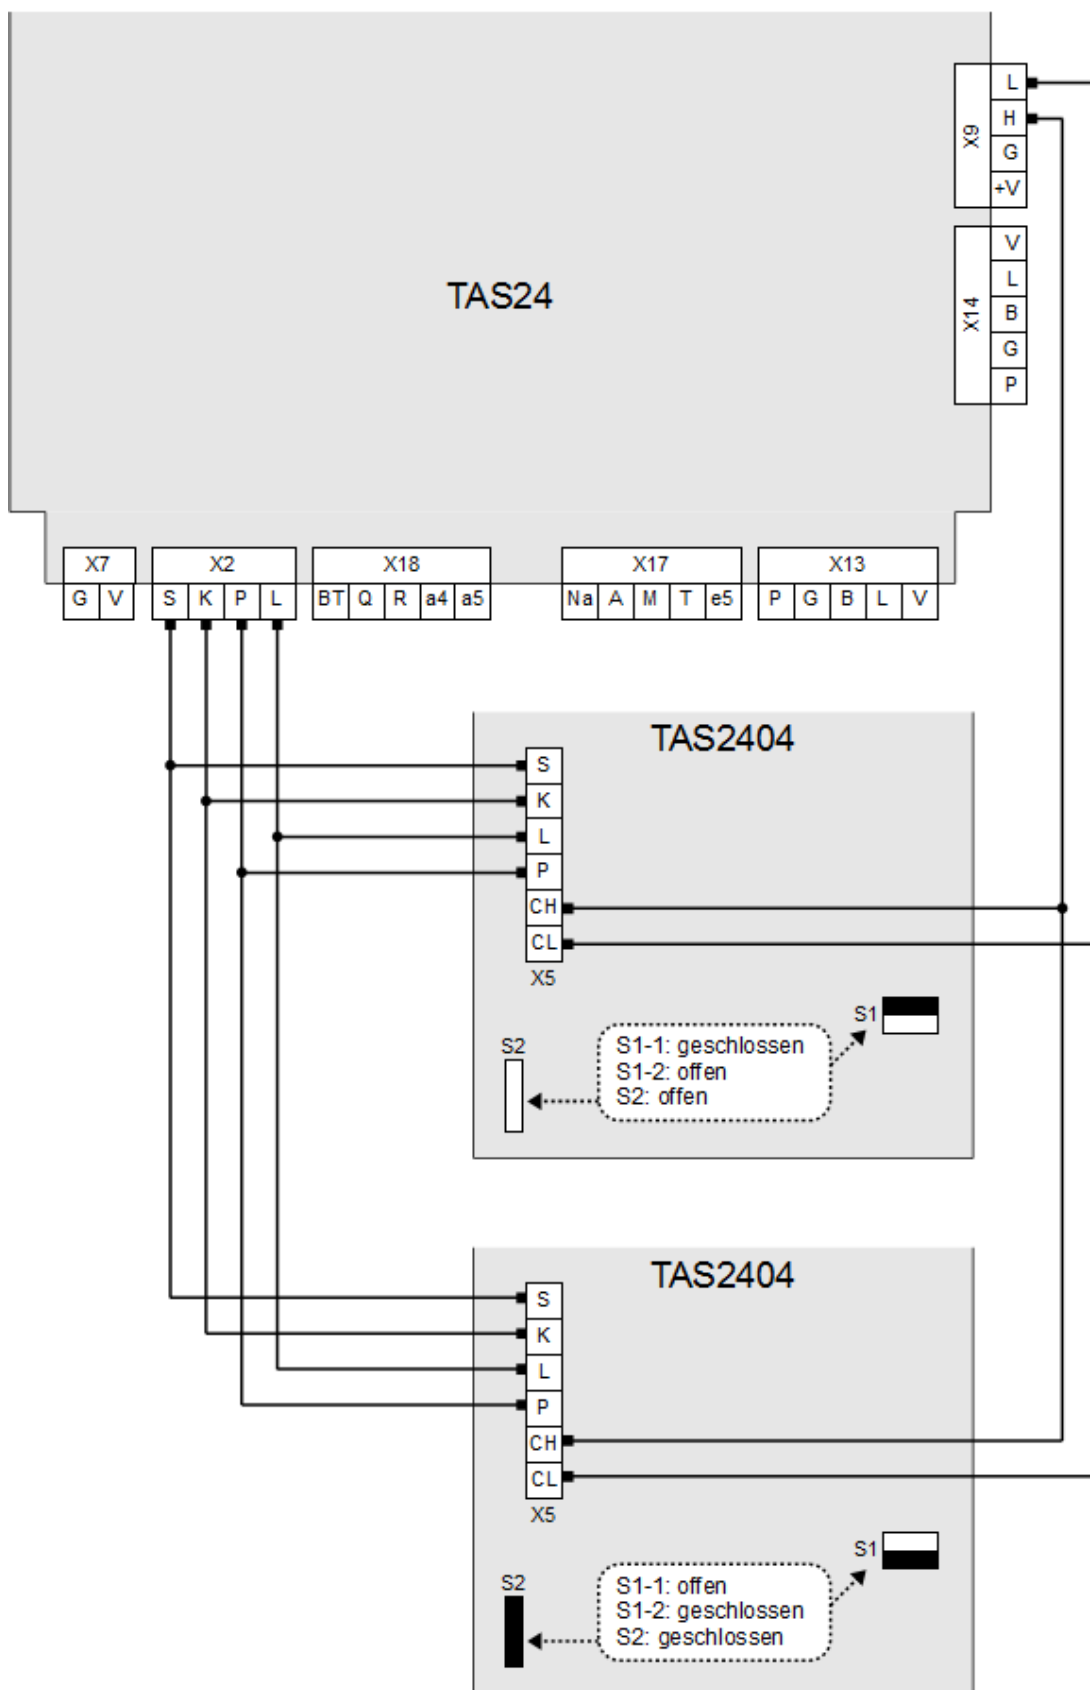 L
H
X9
G
+V
V
L
TAS24
X14
B
G
P
X7 X2 X18 X17 X13
G V S K P L BT Q R a4 a5 Na A M T e5 P G B L V
TAS2404
S
K
L
P
CH
CL
X5
S1
S2
S1-1: geschlossen
S1-2: offen
S2: offen
TAS2404
S
K
L
P
CH
CL
X5
S1
S2
S1-1: offen
S1-2: geschlossen
S2: geschlossen